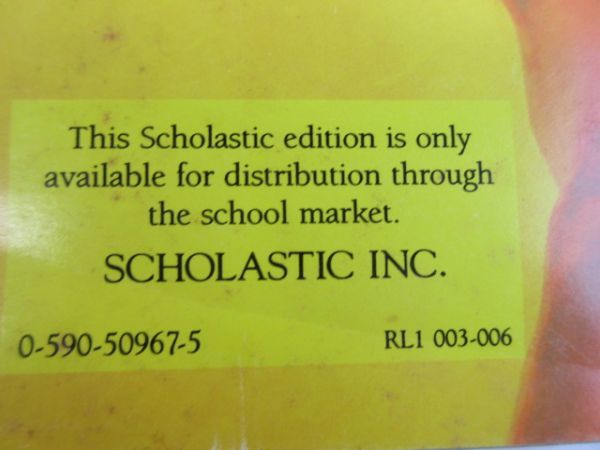 This Scholastic edition is only
available for distribution through
the school market.
SCHOLASTIC INC.
0-590-50967-5 RL1 003-006